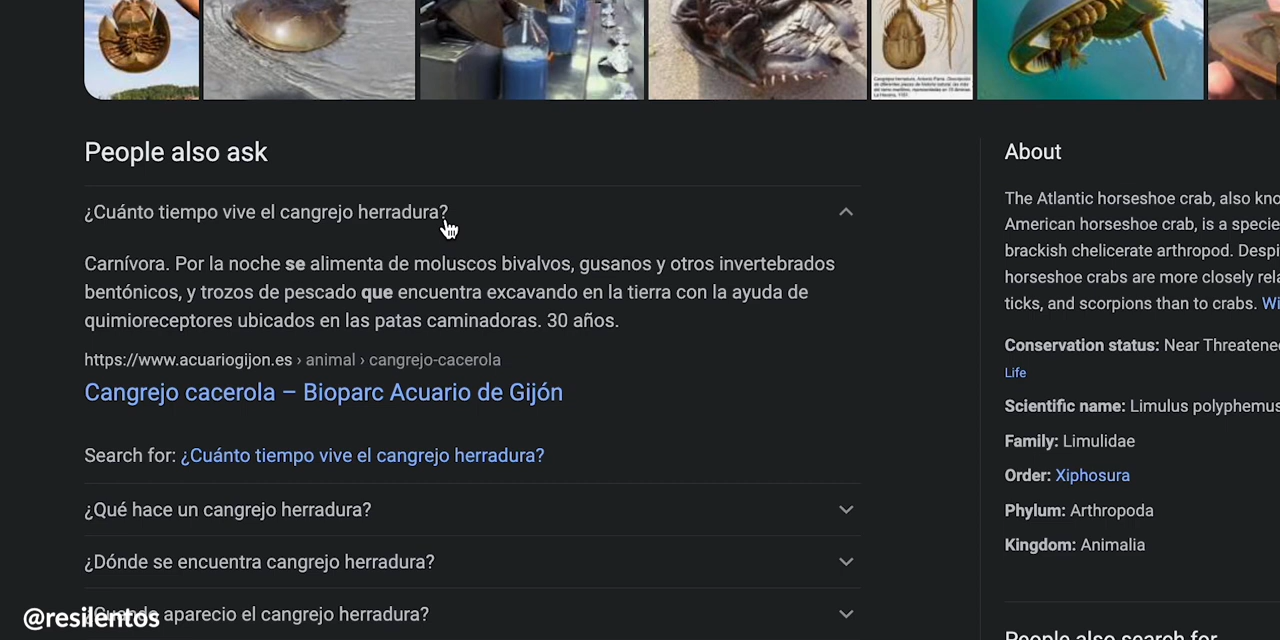 People also ask
¿Cuánto tiempo vive el cangrejo herradura?
Carnívora. Por la noche se alimenta de moluscos bivalvos, gusanos y otros invertebrados
bentónicos, y trozos de pescado que encuentra excavando en la tierra con la ayuda de
quimioreceptores ubicados en las patas caminadoras. 30 años.
https://www.acuariogijon.es › animal › cangrejo-cacerola
Cangrejo cacerola – Bioparc Acuario de Gijón
Search for: ¿Cuánto tiempo vive el cangrejo herradura?
¿Qué hace un cangrejo herradura?
¿Dónde se encuentra cangrejo herradura?
aparecio el cangrejo herradura?
@resilentos
About
The Atlantic horseshoe crab, also kno
American horseshoe crab, is a specie
brackish chelicerate arthropod. Desp
horseshoe crabs are more closely rela
ticks, and scorpions than to crabs. Wi
Conservation status: Near Threatene
Life
Scientific name: Limulus polyphemus
Family: Limulidae
Order: Xiphosura
Phylum: Arthropoda
Kingdom: Animalia
People also search for